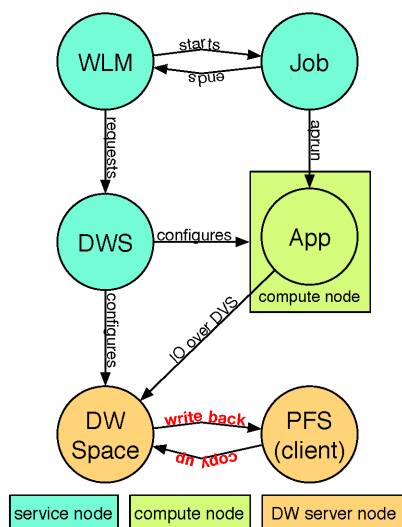 starts
WLM
Job
ends
requests
aprun
DWS
configures
App
compute node
configures
IO over DVS
DW
Space
write back
PFS
(client)
copy up
service node
compute node
DW server node